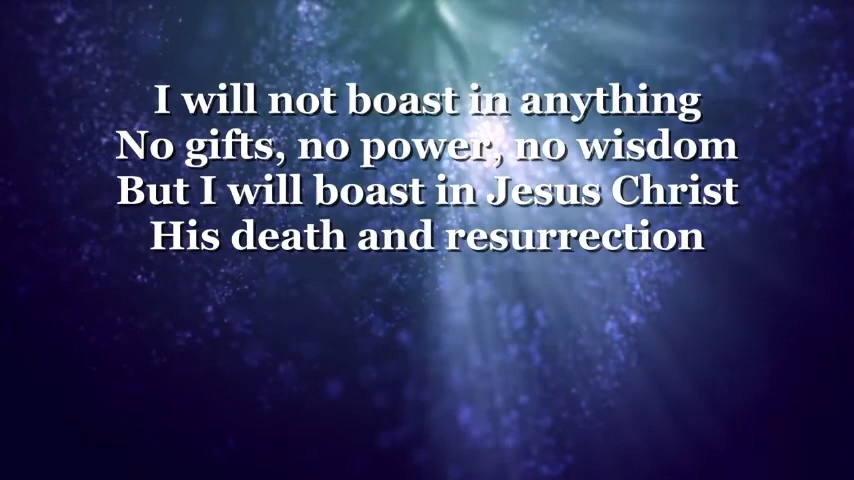 I will not boast in anything
No gifts, no power, no wisdom
But I will boast in Jesus Christ
His death and resurrection